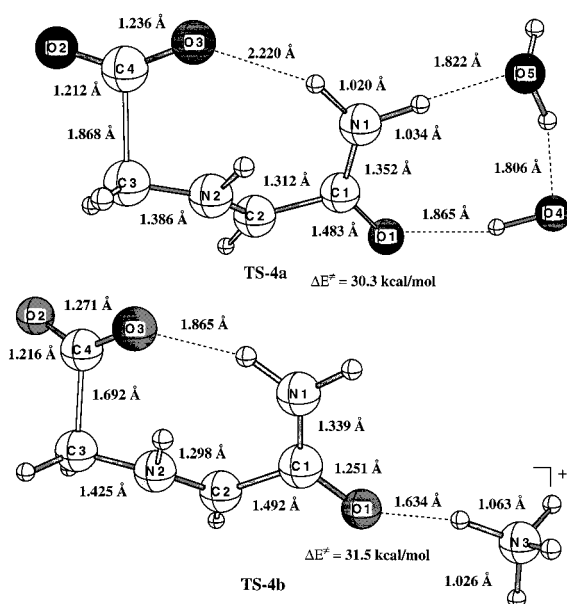 1.236 Å
O2 O3
2.220 Å
1.822 Å
O5
C4
1.212 Å
1.020 Å
N1
1.034 Å
1.868 Å
1.352 Å
1.806 Å
C3
N2
1.312 Å
C1
1.865 Å
O4
1.386 Å
C2
1.483 Å
O1
TS-4a
ΔE≠ = 30.3 kcal/mol
1.271 Å
O2 O3
1.865 Å
1.216 Å
C4
N1
1.692 Å
1.339 Å
C3
1.298 Å
C1
1.251 Å
N2
1.425 Å
C2
1.492 Å
O1
1.634 Å
1.063 Å
+
N3
ΔE≠ = 31.5 kcal/mol
1.026 Å
TS-4b